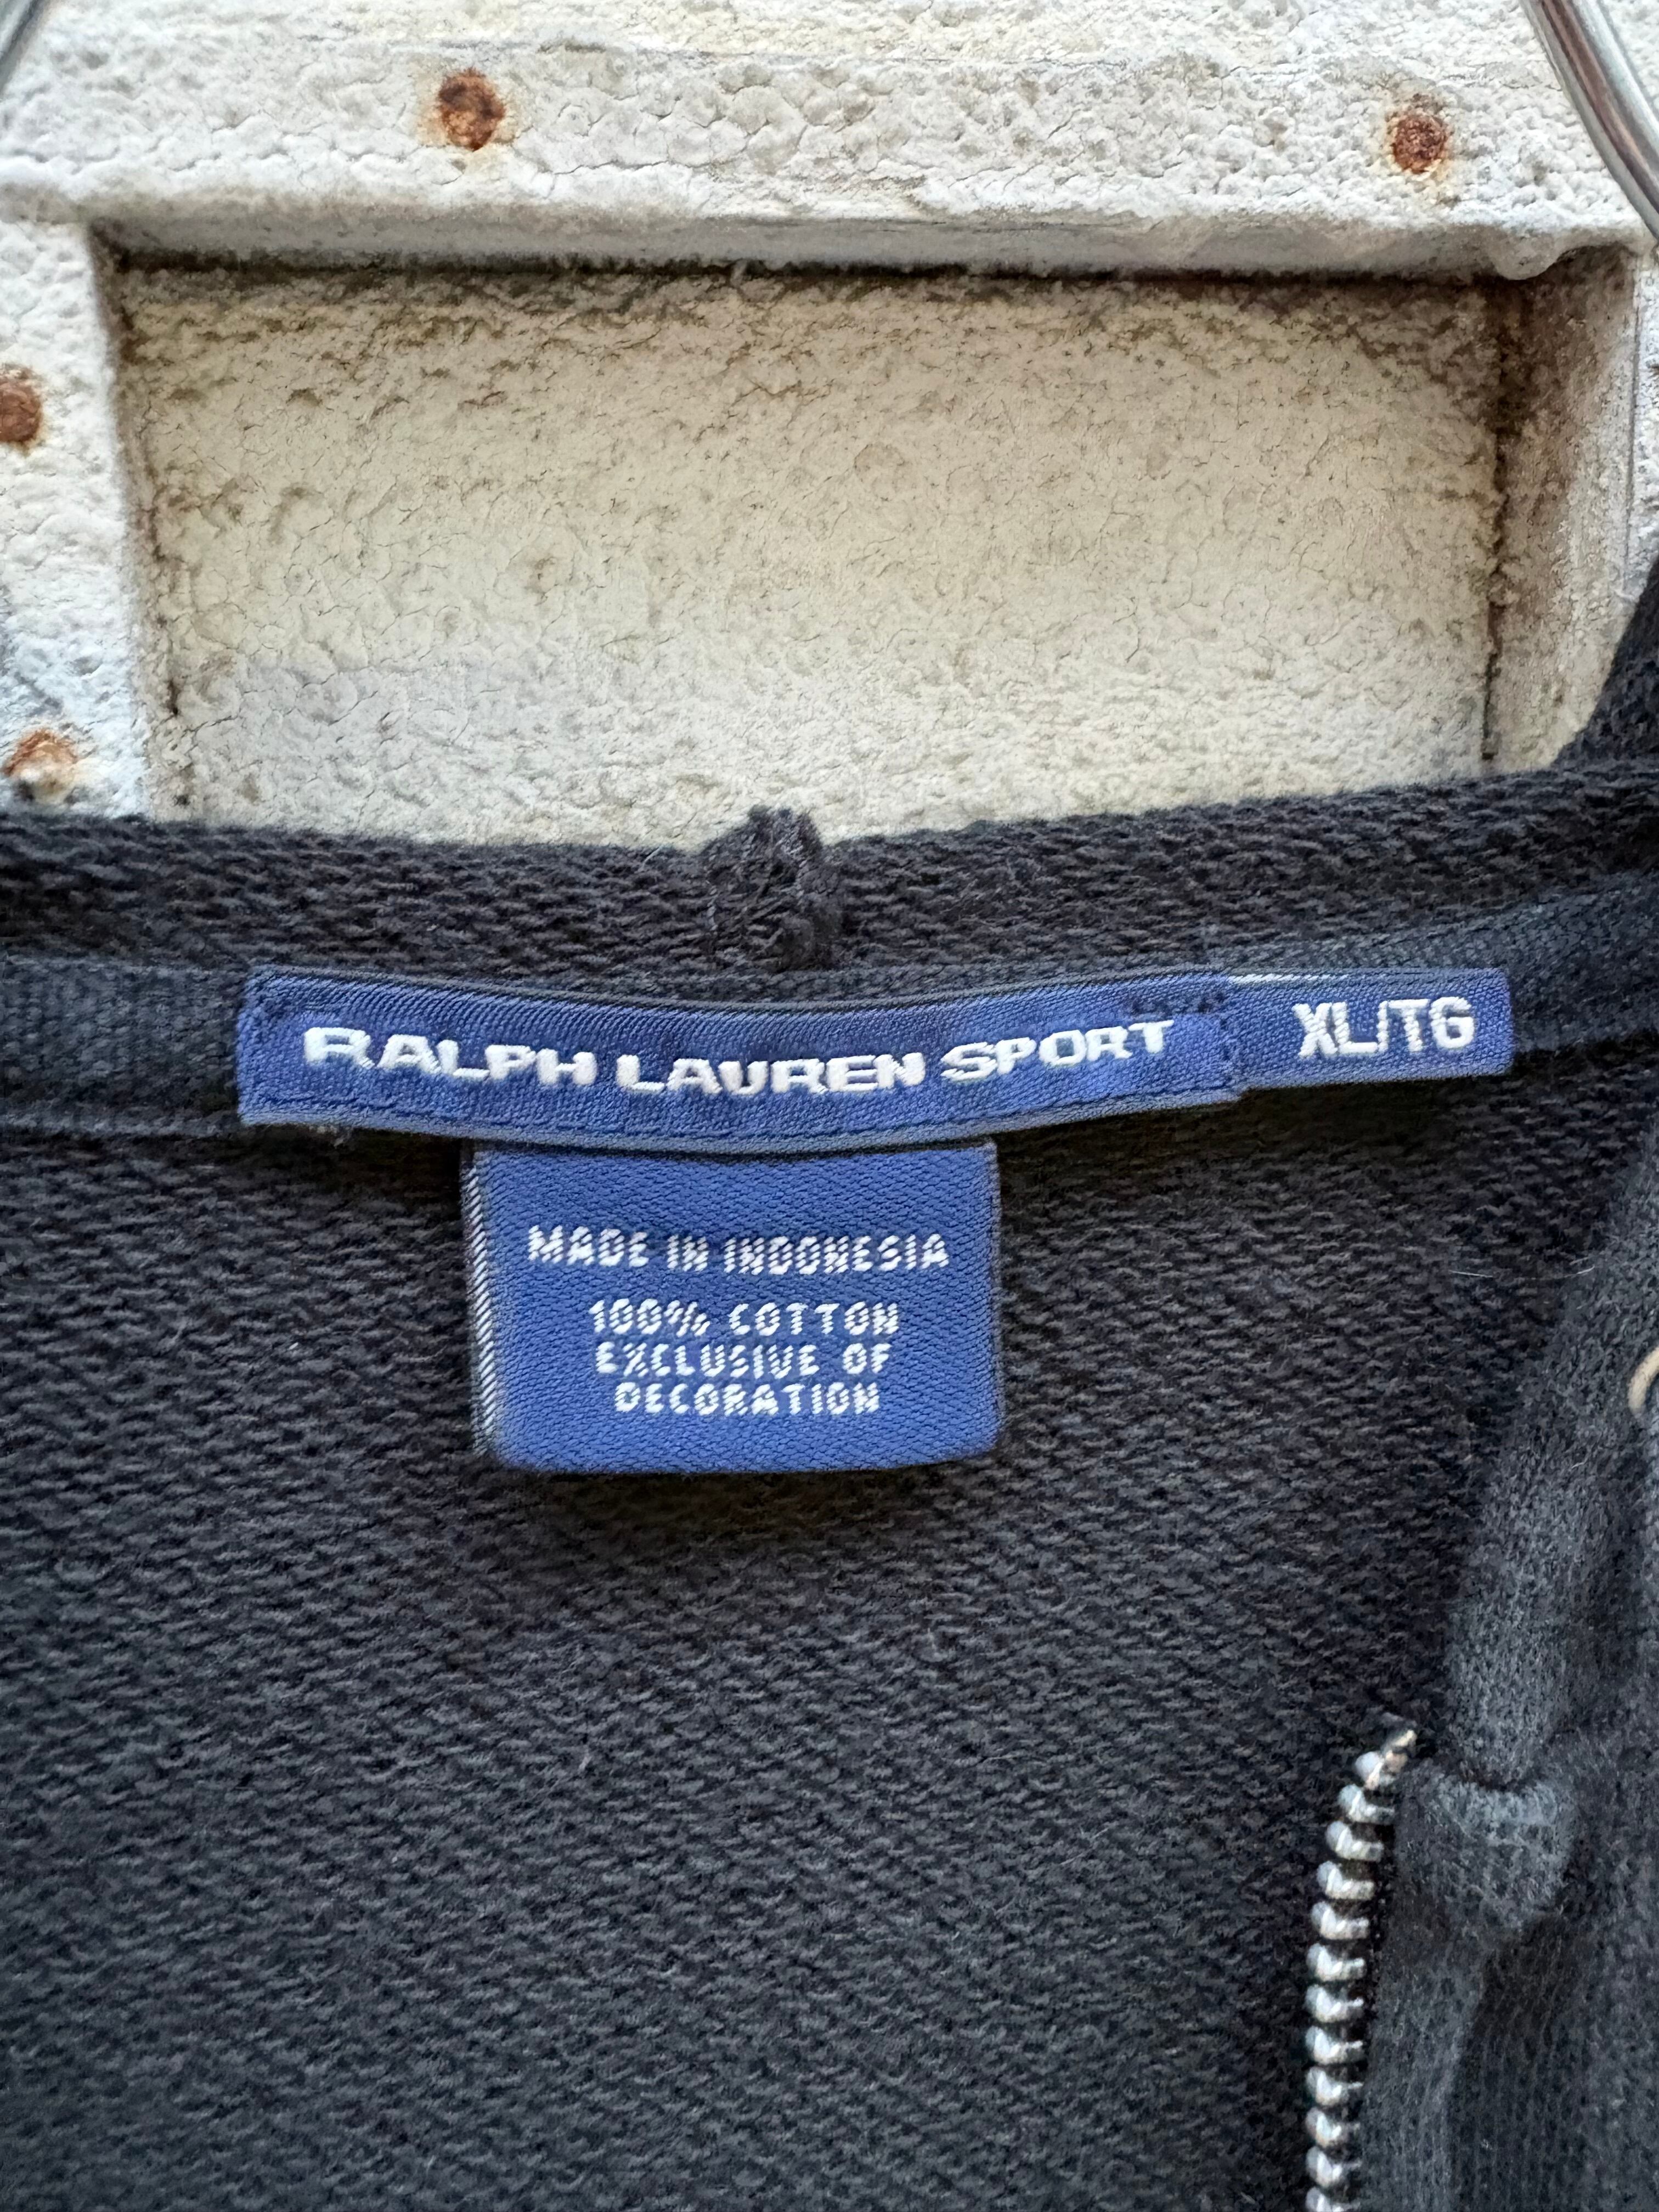 RALPH LAUREN SPORT XL/TG
MADE IN INDONESIA
100% COTTON
EXCLUSIVE OF
DECORATION